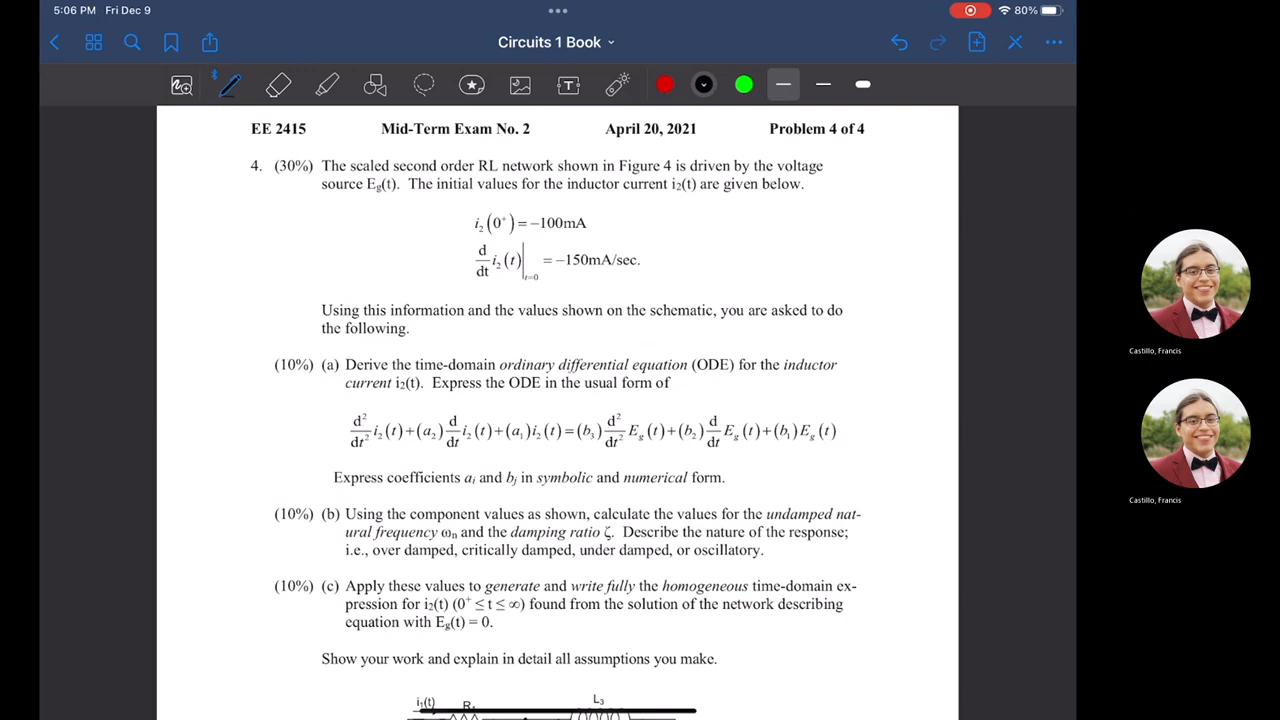 5:06 PM Fri Dec 9
80%
Circuits 1 Book
EE 2415 Mid-Term Exam No. 2 April 20, 2021 Problem 4 of 4
4. (30%) The scaled second order RL network shown in Figure 4 is driven by the voltage
source Eg(t). The initial values for the inductor current i2(t) are given below.
i₂(0⁺) = −100mA
d/dt i₂(t)|t=0 = −150mA/sec.
Using this information and the values shown on the schematic, you are asked to do
the following.
(10%) (a) Derive the time-domain ordinary differential equation (ODE) for the inductor
current i2(t). Express the ODE in the usual form of
d²/dt² i₂(t)+(a₂) d/dt i₂(t)+(a₁)i₂(t)=(b₃) d²/dt² Eg(t)+(b₂) d/dt Eg(t)+(b₁)Eg(t)
Express coefficients ai and bj in symbolic and numerical form.
(10%) (b) Using the component values as shown, calculate the values for the undamped nat-
ural frequency ωn and the damping ratio ζ. Describe the nature of the response;
i.e., over damped, critically damped, under damped, or oscillatory.
(10%) (c) Apply these values to generate and write fully the homogeneous time-domain ex-
pression for i2(t) (0⁺ ≤ t ≤ ∞) found from the solution of the network describing
equation with Eg(t) = 0.
Show your work and explain in detail all assumptions you make.
i₁(t) R₁ L₃
Castillo, Francis
Castillo, Francis